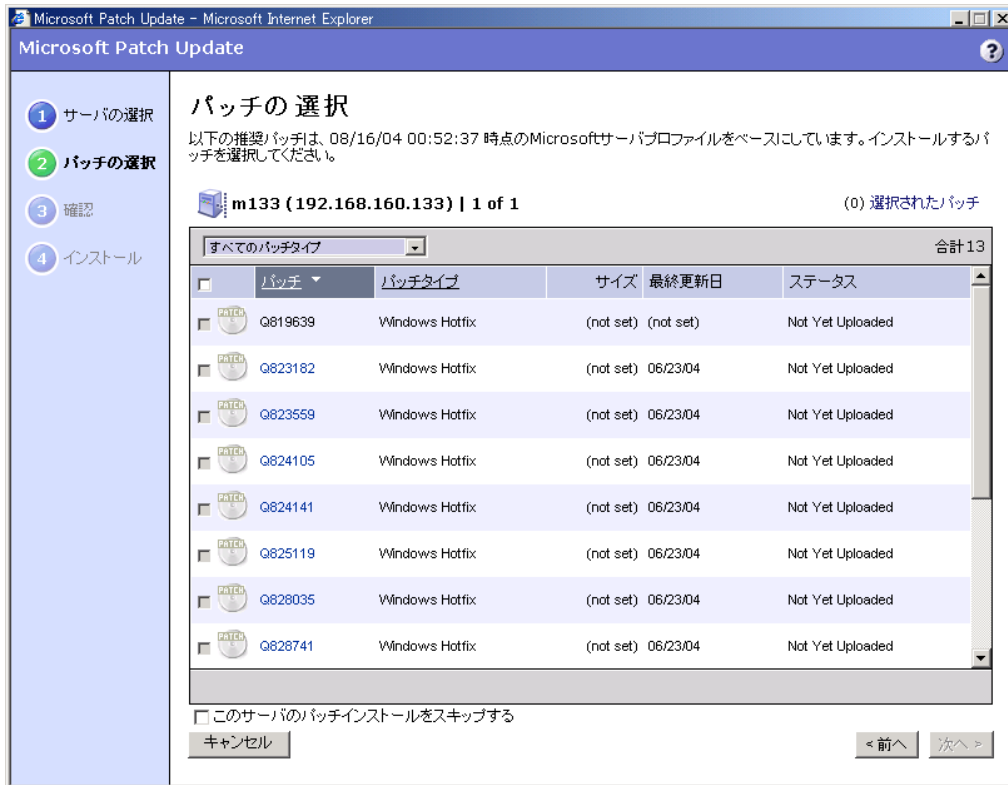 Microsoft Patch Update - Microsoft Internet Explorer
Microsoft Patch Update
?
1 サーバの選択
2 パッチの選択
3 確認
4 インストール
パッチの 選択
以下の推奨パッチは、08/16/04 00:52:37 時点のMicrosoftサーバプロファイルをベースにしています。インストールするパ
ッチを選択してください。
m133 (192.168.160.133) | 1 of 1
(0) 選択されたパッチ
すべてのパッチタイプ
合計13
パッチ パッチタイプ サイズ 最終更新日 ステータス
PATCH Q819639 Windows Hotfix (not set) (not set) Not Yet Uploaded
PATCH Q823182 Windows Hotfix (not set) 06/23/04 Not Yet Uploaded
PATCH Q823559 Windows Hotfix (not set) 06/23/04 Not Yet Uploaded
PATCH Q824105 Windows Hotfix (not set) 06/23/04 Not Yet Uploaded
PATCH Q824141 Windows Hotfix (not set) 06/23/04 Not Yet Uploaded
PATCH Q825119 Windows Hotfix (not set) 06/23/04 Not Yet Uploaded
PATCH Q828035 Windows Hotfix (not set) 06/23/04 Not Yet Uploaded
PATCH Q828741 Windows Hotfix (not set) 06/23/04 Not Yet Uploaded
このサーバのパッチインストールをスキップする
キャンセル
<前へ
次へ >